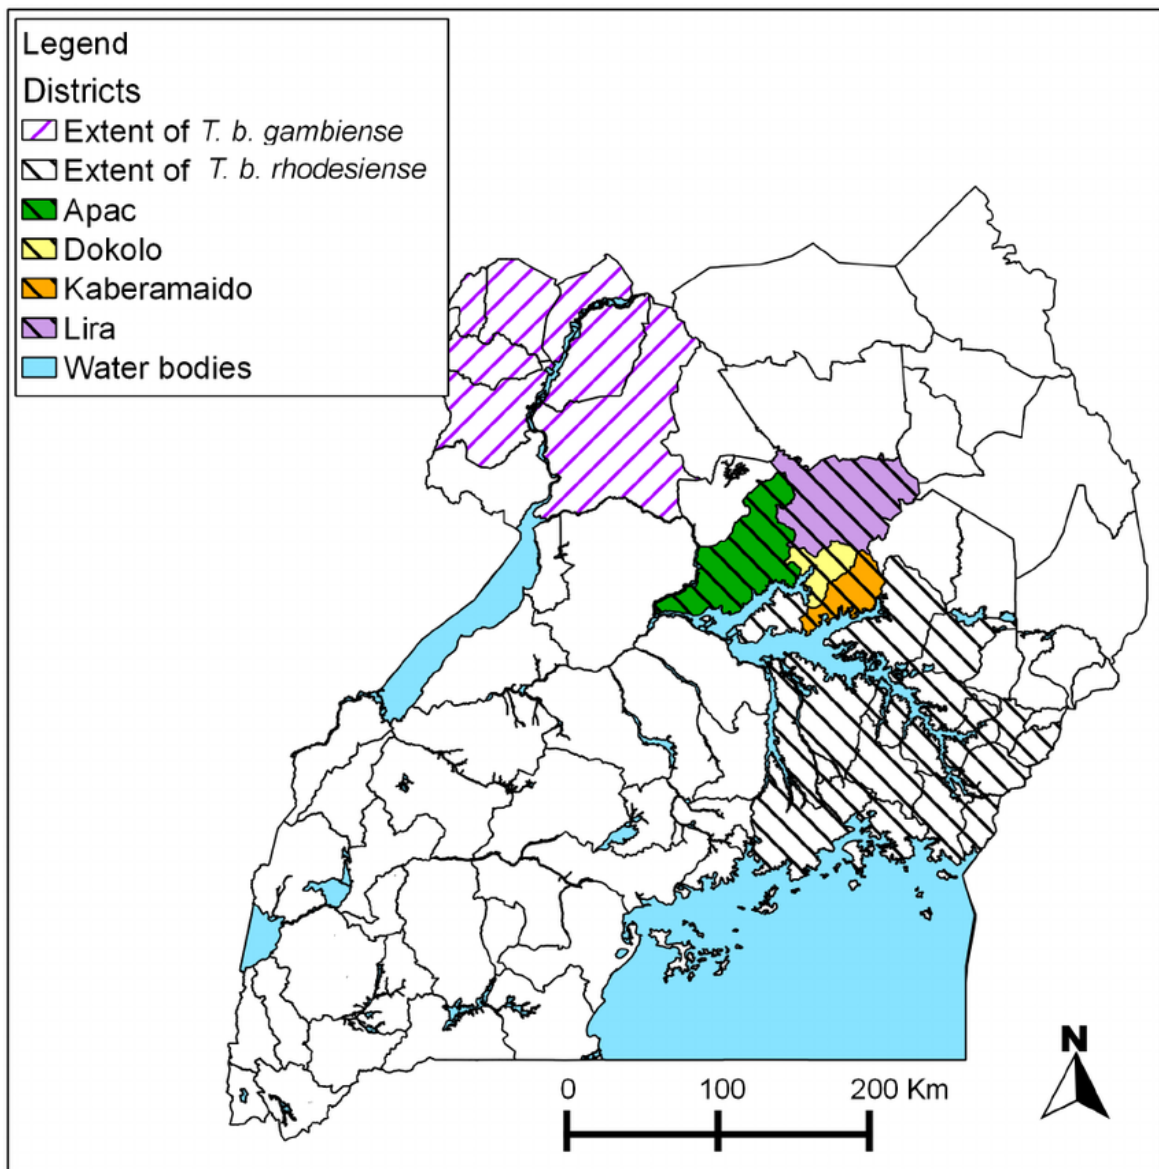 Legend
Districts
Extent of T. b. gambiense
Extent of T. b. rhodesiense
Apac
Dokolo
Kaberamaido
Lira
Water bodies
N
0 100 200 Km